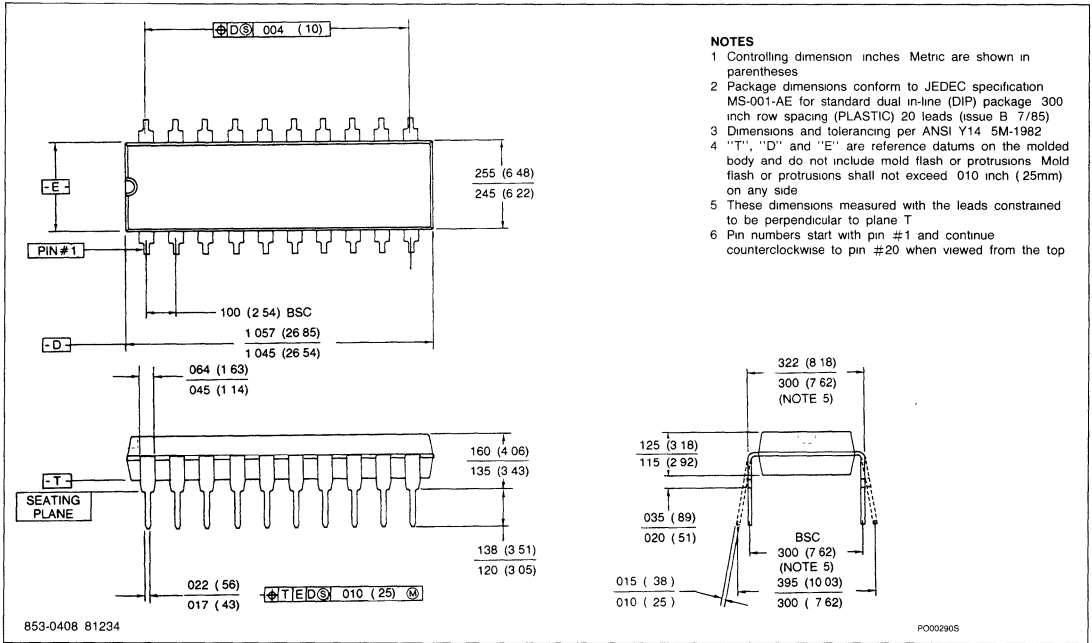 ⌖ D Ⓢ 004 (10)
-E-
PIN #1
255 (6 48)
245 (6 22)
100 (2 54) BSC
-D-
1 057 (26 85)
1 045 (26 54)
NOTES
1 Controlling dimension inches Metric are shown in
parentheses
2 Package dimensions conform to JEDEC specification
MS-001-AE for standard dual in-line (DIP) package 300
inch row spacing (PLASTIC) 20 leads (issue B 7/85)
3 Dimensions and tolerancing per ANSI Y14 5M-1982
4 "T", "D" and "E" are reference datums on the molded
body and do not include mold flash or protrusions Mold
flash or protrusions shall not exceed 010 inch ( 25mm)
on any side
5 These dimensions measured with the leads constrained
to be perpendicular to plane T
6 Pin numbers start with pin #1 and continue
counterclockwise to pin #20 when viewed from the top
064 (1 63)
045 (1 14)
-T-
SEATING
PLANE
160 (4 06)
135 (3 43)
138 (3 51)
120 (3 05)
022 ( 56)
017 ( 43)
⌖ T E D Ⓢ 010 ( 25) Ⓜ
322 (8 18)
300 (7 62)
(NOTE 5)
125 (3 18)
115 (2 92)
035 ( 89)
020 ( 51)
BSC
300 (7 62)
(NOTE 5)
395 (10 03)
300 ( 7 62)
015 ( 38)
010 ( 25 )
853-0408 81234
PO00290S